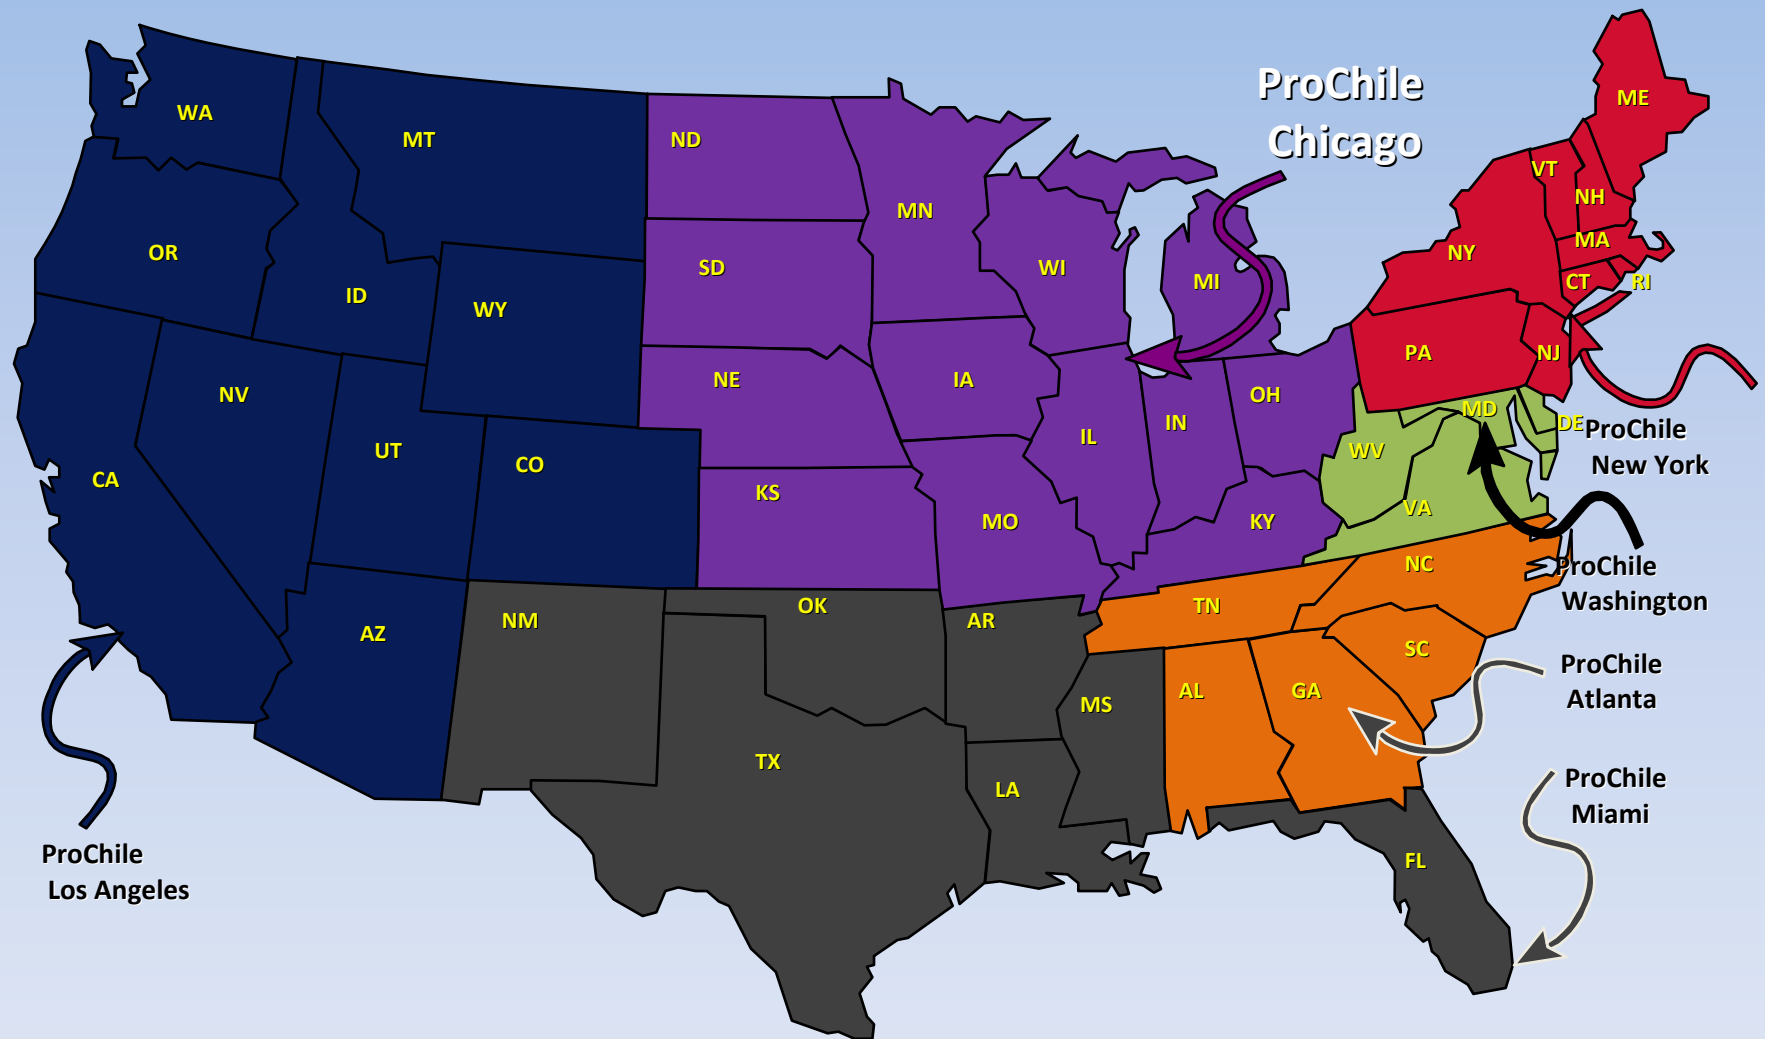 ProChile
Chicago
ME
WA
MT
ND
VT
NH
MN
MA
OR
NY
SD
WI
MI
CT
RI
ID
WY
PA
NJ
NE
IA
NV
OH
MD
DE
IN
ProChile
New York
IL
UT
WV
CO
CA
KS
VA
MO
KY
NC
ProChile
Washington
OK
TN
NM
AR
AZ
SC
ProChile
Atlanta
AL
GA
MS
TX
ProChile
Miami
LA
ProChile
Los Angeles
FL